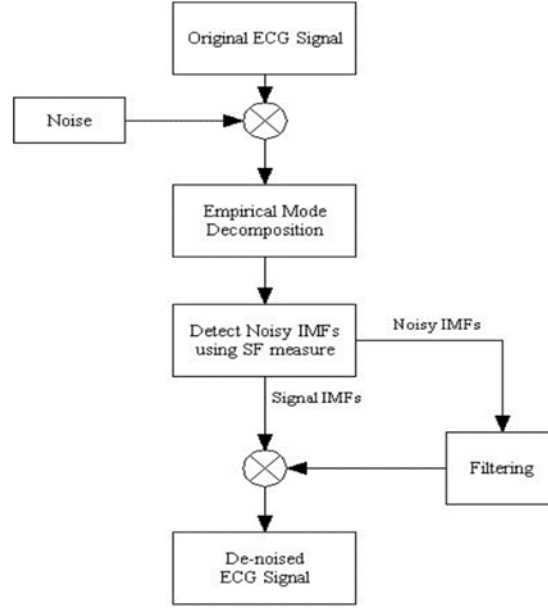 Original ECG Signal
Noise
Empirical Mode
Decomposition
Detect Noisy IMFs
using SF measure
Noisy IMFs
Signal IMFs
Filtering
De-noised
ECG Signal